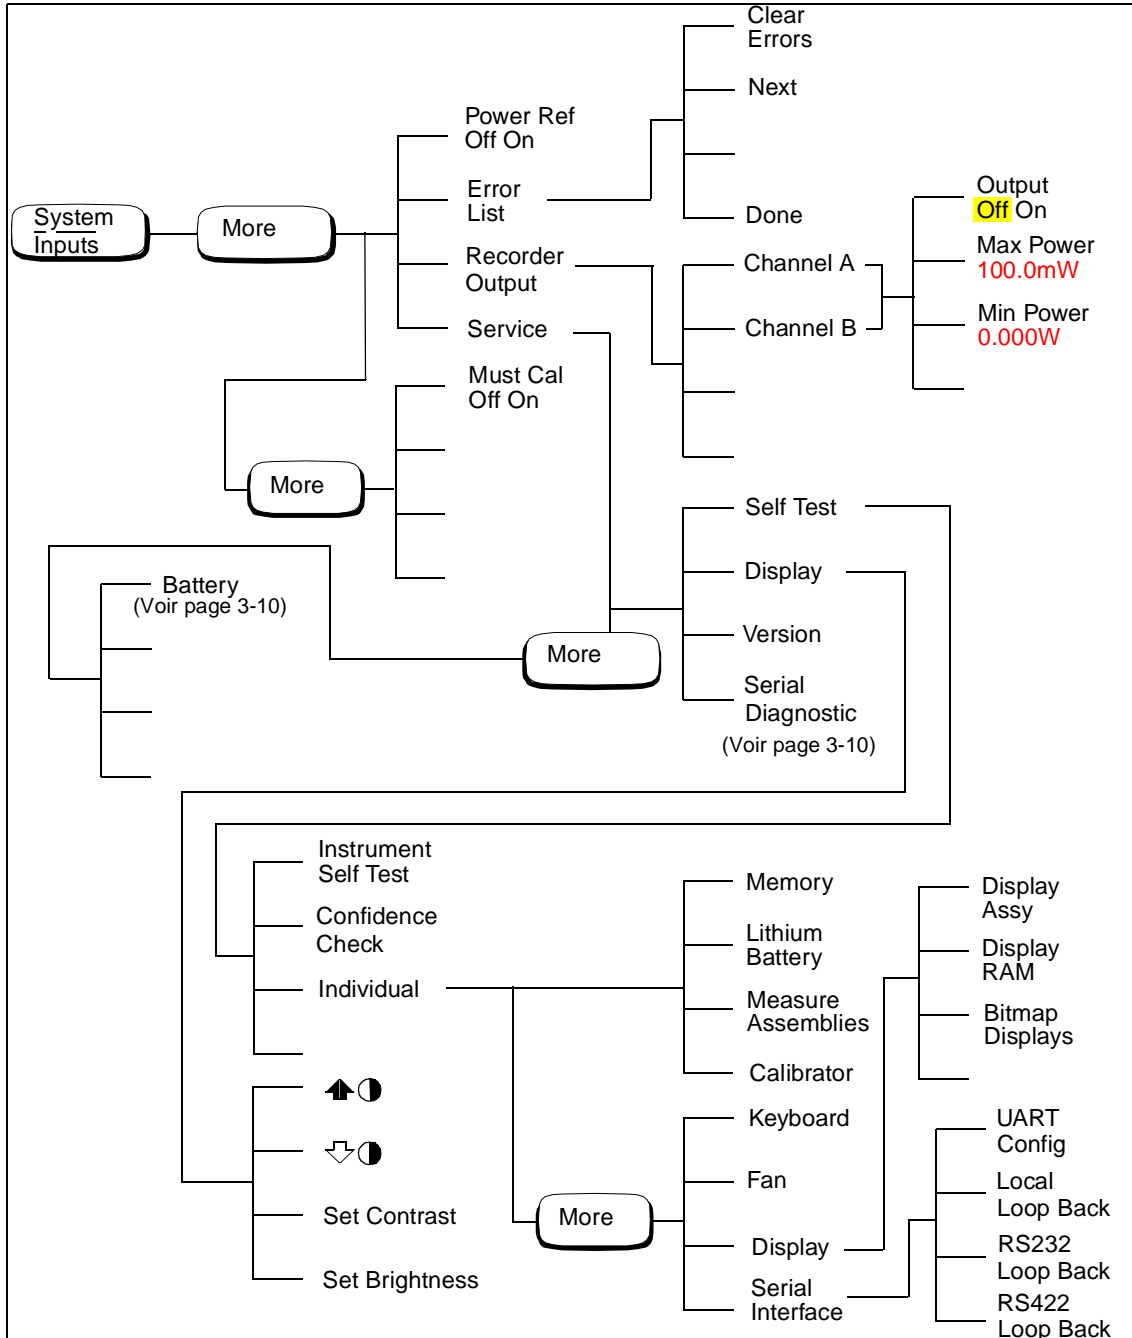 Clear
Errors
Next
Done
Power Ref
Off On
Error
List
Recorder
Output
Service
System
Inputs
More
Channel A
Channel B
Output
Off On
Max Power
100.0mW
Min Power
0.000W
Must Cal
Off On
More
Self Test
Display
Version
Serial
Diagnostic
(Voir page 3-10)
Battery
(Voir page 3-10)
More
Instrument
Self Test
Confidence
Check
Individual
Set Contrast
Set Brightness
Memory
Lithium
Battery
Measure
Assemblies
Calibrator
Display
Assy
Display
RAM
Bitmap
Displays
More
Keyboard
Fan
Display
Serial
Interface
UART
Config
Local
Loop Back
RS232
Loop Back
RS422
Loop Back